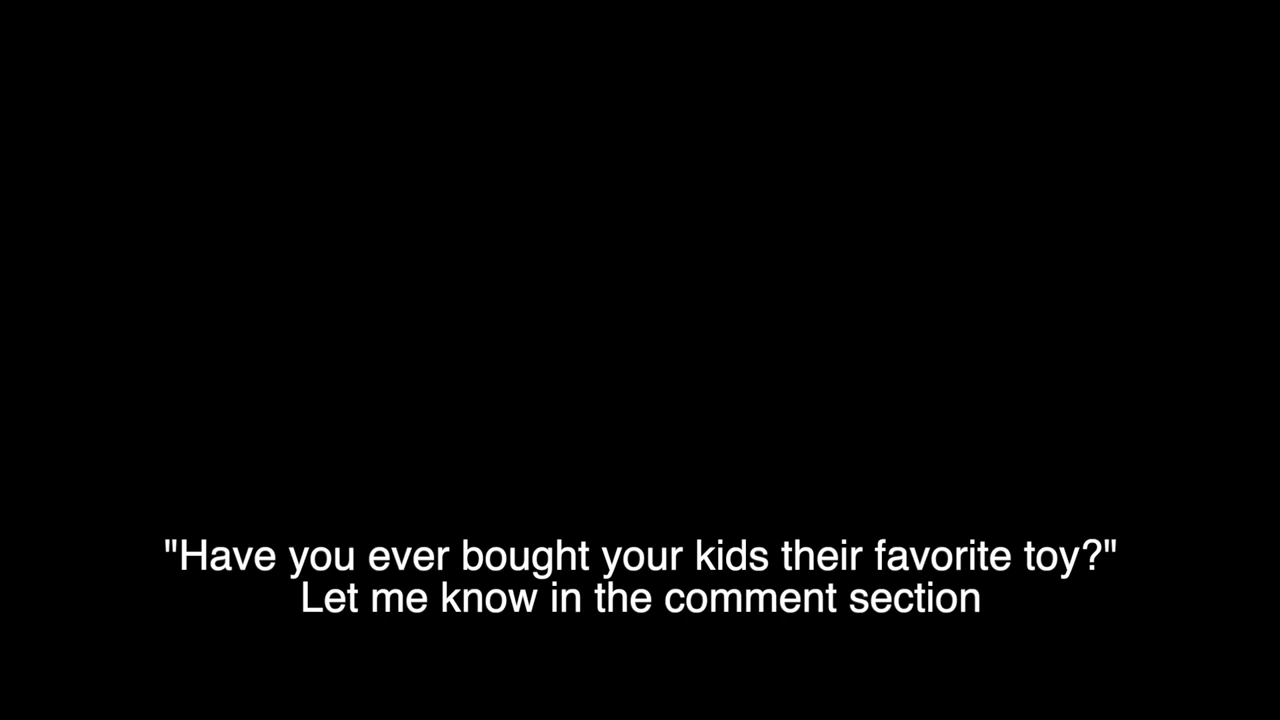 "Have you ever bought your kids their favorite toy?"
Let me know in the comment section